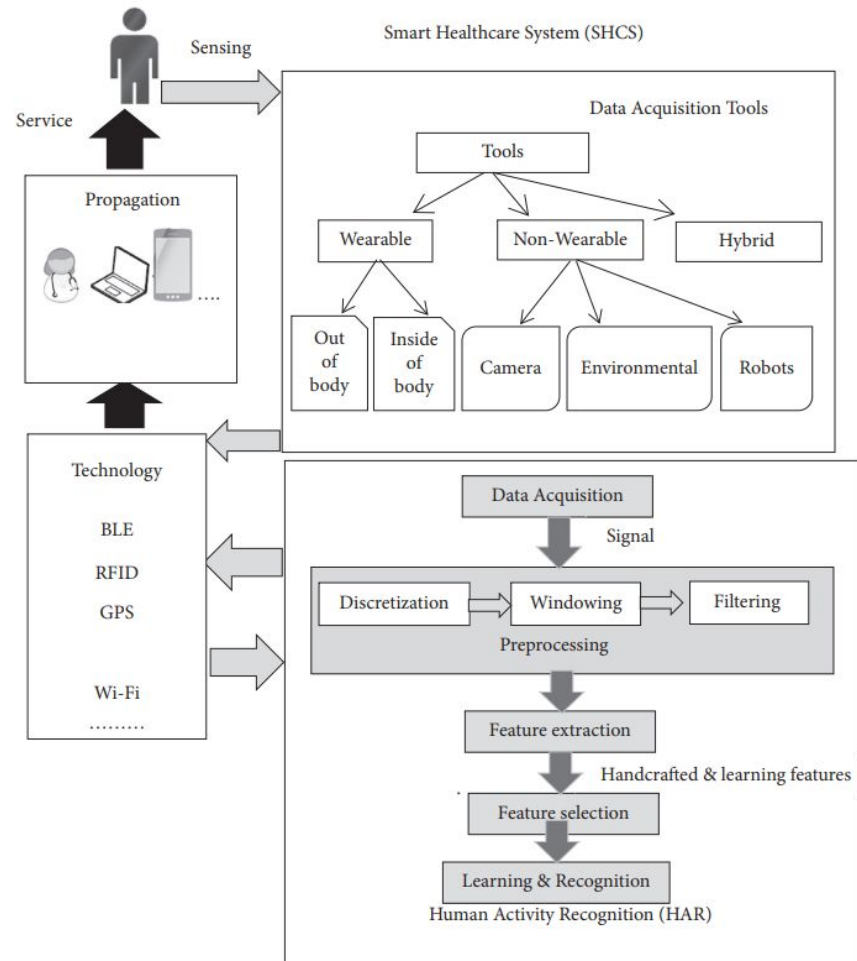 Smart Healthcare System (SHCS)
Sensing
Service
Propagation
....
Data Acquisition Tools
Tools
Wearable
Non-Wearable
Hybrid
Out
of
body
Inside
of
body
Camera
Environmental
Robots
Technology
BLE
RFID
GPS
Wi-Fi
.........
Data Acquisition
Signal
Discretization
Windowing
Filtering
Preprocessing
Feature extraction
Handcrafted & learning features
Feature selection
Learning & Recognition
Human Activity Recognition (HAR)